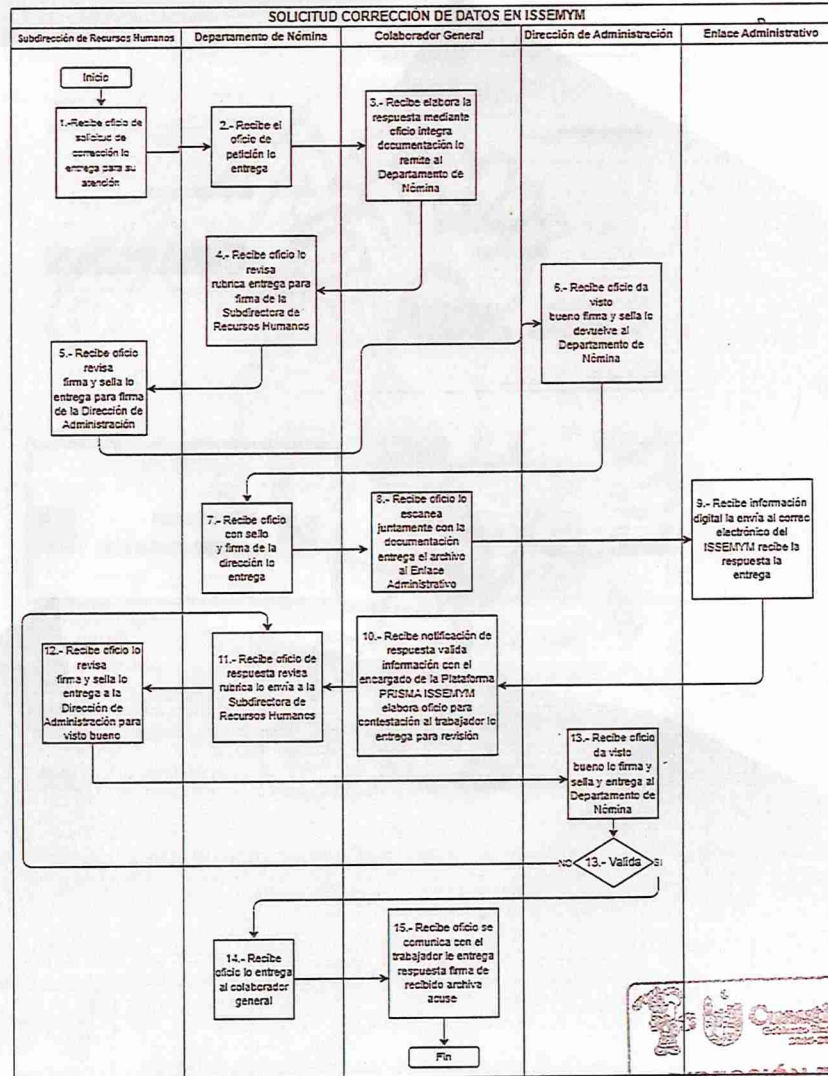 SOLICITUD CORRECCIÓN DE DATOS EN ISSEMYM
Subdirección de Recursos Humanos
Departamento de Nómina
Colaborador General
Dirección de Administración
Enlace Administrativo
Inicio
1.-Recibe oficio de
solicitud de
corrección lo
entrega para su
atención
2.- Recibe el
oficio de
petición lo
entrega
3.- Recibe elabora la
respuesta mediante
oficio integra
documentación lo
remite al
Departamento de
Nómina
4.- Recibe oficio lo
revisa
rubrica entrega para
firma de la
Subdirectora de
Recursos Humanos
5.- Recibe oficio
revisa
firma y sella lo
entrega para firma
de la Dirección de
Administración
6.- Recibe oficio da
visto
bueno firma y sella lo
devuelve al
Departamento de
Nómina
7.- Recibe oficio
con sello
y firma de la
dirección lo
entrega
8.- Recibe oficio lo
escanea
juntamente con la
documentación
entrega el archivo
al Enlace
Administrativo
9.- Recibe información
digital la envía al correo
electrónico del
ISSEMYM recibe la
respuesta la
entrega
10.- Recibe notificación de
respuesta valida
información con el
encargado de la Plataforma
PRISMA ISSEMYM
elabora oficio para
contestación al trabajador lo
entrega para revisión
11.- Recibe oficio de
respuesta revisa
rubrica lo envía a la
Subdirectora de
Recursos Humanos
12.- Recibe oficio lo
revisa
firma y sella lo
entrega a la
Dirección de
Administración para
visto bueno
13.- Recibe oficio
da visto
bueno lo firma y
sella y entrega al
Departamento de
Nómina
NO
13.- Valida
SI
14.- Recibe
oficio lo entrega
al colaborador
general
15.- Recibe oficio se
comunica con el
trabajador le entrega
respuesta firma de
recibido archiva
acuse
Fin